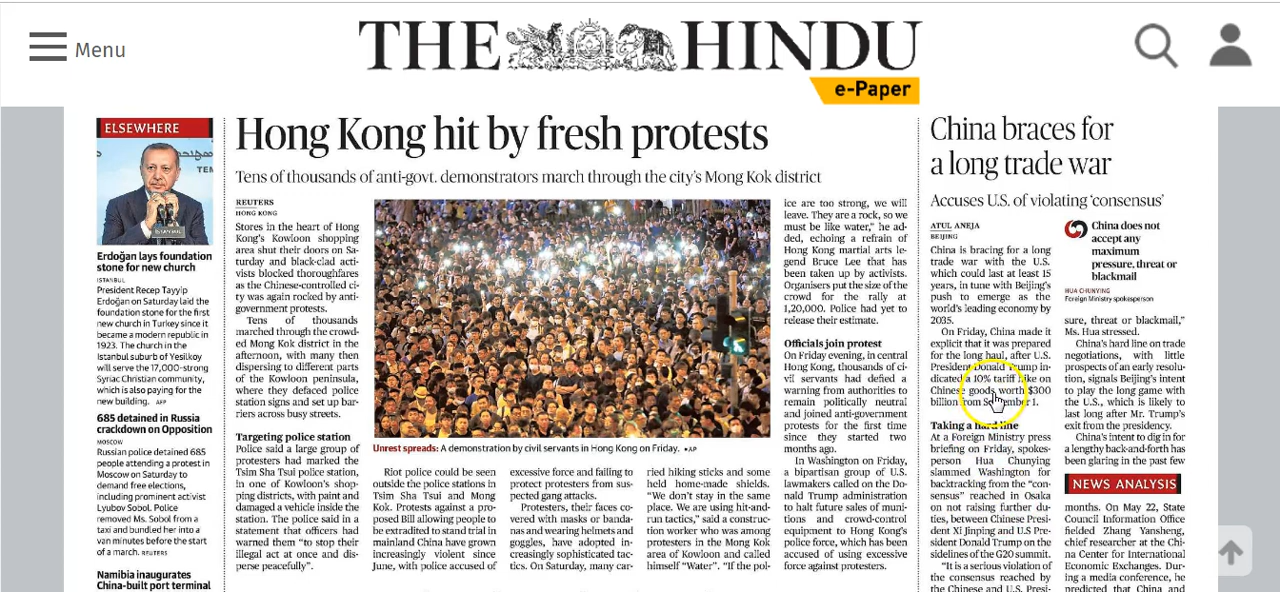 Menu
THE HINDU
e-Paper
ELSEWHERE
Erdoğan lays foundation
stone for new church
ISTANBUL
President Recep Tayyip
Erdoğan on Saturday laid the
foundation stone for the first
new church in Turkey since it
became a modern republic in
1923. The church in the
Istanbul suburb of Yesilkoy
will serve the 17,000-strong
Syriac Christian community,
which is also paying for the
new building. AFP
685 detained in Russia
crackdown on Opposition
MOSCOW
Russian police detained 685
people attending a protest in
Moscow on Saturday to
demand free elections,
including prominent activist
Lyubov Sobol. Police
removed Ms. Sobol from a
taxi and bundled her into a
van minutes before the start
of a march. REUTERS
Namibia inaugurates
China-built port terminal
Hong Kong hit by fresh protests
Tens of thousands of anti-govt. demonstrators march through the city's Mong Kok district
REUTERS
HONG KONG
Stores in the heart of Hong
Kong's Kowloon shopping
area shut their doors on Sa-
turday and black-clad acti-
vists blocked thoroughfares
as the Chinese-controlled ci-
ty was again rocked by anti-
government protests.
Tens of thousands
marched through the crowd-
ed Mong Kok district in the
afternoon, with many then
dispersing to different parts
of the Kowloon peninsula,
where they defaced police
station signs and set up bar-
riers across busy streets.
Targeting police station
Police said a large group of
protesters had marked the
Tsim Sha Tsui police station,
in one of Kowloon's shop-
ping districts, with paint and
damaged a vehicle inside the
station. The police said in a
statement that officers had
warned them "to stop their
illegal act at once and dis-
perse peacefully".
Unrest spreads: A demonstration by civil servants in Hong Kong on Friday. •AP
Riot police could be seen
outside the police stations in
Tsim Sha Tsui and Mong
Kok. Protests against a pro-
posed Bill allowing people to
be extradited to stand trial in
mainland China have grown
increasingly violent since
June, with police accused of
excessive force and failing to
protect protesters from sus-
pected gang attacks.
Protesters, their faces co-
vered with masks or banda-
nas and wearing helmets and
goggles, have adopted in-
creasingly sophisticated tac-
tics. On Saturday, many car-
ried hiking sticks and some
held home-made shields.
"We don't stay in the same
place. We are using hit-and-
run tactics," said a construc-
tion worker who was among
protesters in the Mong Kok
area of Kowloon and called
himself "Water". "If the pol-
ice are too strong, we will
leave. They are a rock, so we
must be like water," he ad-
ded, echoing a refrain of
Hong Kong martial arts le-
gend Bruce Lee that has
been taken up by activists.
Organisers put the size of the
crowd for the rally at
1,20,000. Police had yet to
release their estimate.
Officials join protest
On Friday evening, in central
Hong Kong, thousands of ci-
vil servants had defied a
warning from authorities to
remain politically neutral
and joined anti-government
protests for the first time
since they started two
months ago.
In Washington on Friday,
a bipartisan group of U.S.
lawmakers called on the Do-
nald Trump administration
to halt future sales of muni-
tions and crowd-control
equipment to Hong Kong's
police force, which has been
accused of using excessive
force against protesters.
China braces for
a long trade war
Accuses U.S. of violating 'consensus'
ATUL ANEJA
BEIJING
China is bracing for a long
trade war with the U.S.
which could last at least 15
years, in tune with Beijing's
push to emerge as the
world's leading economy by
2035.
On Friday, China made it
explicit that it was prepared
for the long haul, after U.S.
President Donald Trump in-
dicated a 10% tariff hike on
Chinese goods worth $300
billion from September 1.
Taking a hard line
At a Foreign Ministry press
briefing on Friday, spokes-
person Hua Chunying
slammed Washington for
backtracking from the "con-
sensus" reached in Osaka
on not raising further du-
ties, between Chinese Presi-
dent Xi Jinping and U.S Pres-
ident Donald Trump on the
sidelines of the G20 summit.
"It is a serious violation of
the consensus reached by
the Chinese and U.S. Presi-
China does not
accept any
maximum
pressure, threat or
blackmail
HUA CHUNYING
Foreign Ministry spokesperson
sure, threat or blackmail,"
Ms. Hua stressed.
China's hard line on trade
negotiations, with little
prospects of an early resolu-
tion, signals Beijing's intent
to play the long game with
the U.S., which is likely to
last long after Mr. Trump's
exit from the presidency.
China's intent to dig in for
a lengthy back-and-forth has
been glaring in the past few
NEWS ANALYSIS
months. On May 22, State
Council Information Office
fielded Zhang Yansheng,
chief researcher at the Chi-
na Center for International
Economic Exchanges. Dur-
ing a media conference, he
predicted that China and